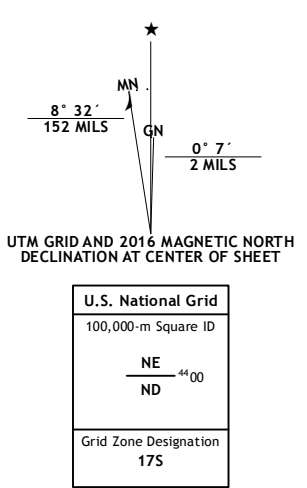 MN
8° 32´
152 MILS
GN
0° 7´
2 MILS
UTM GRID AND 2016 MAGNETIC NORTH
DECLINATION AT CENTER OF SHEET
U.S. National Grid
100,000-m Square ID
NE
⁴⁴00
ND
Grid Zone Designation
17S